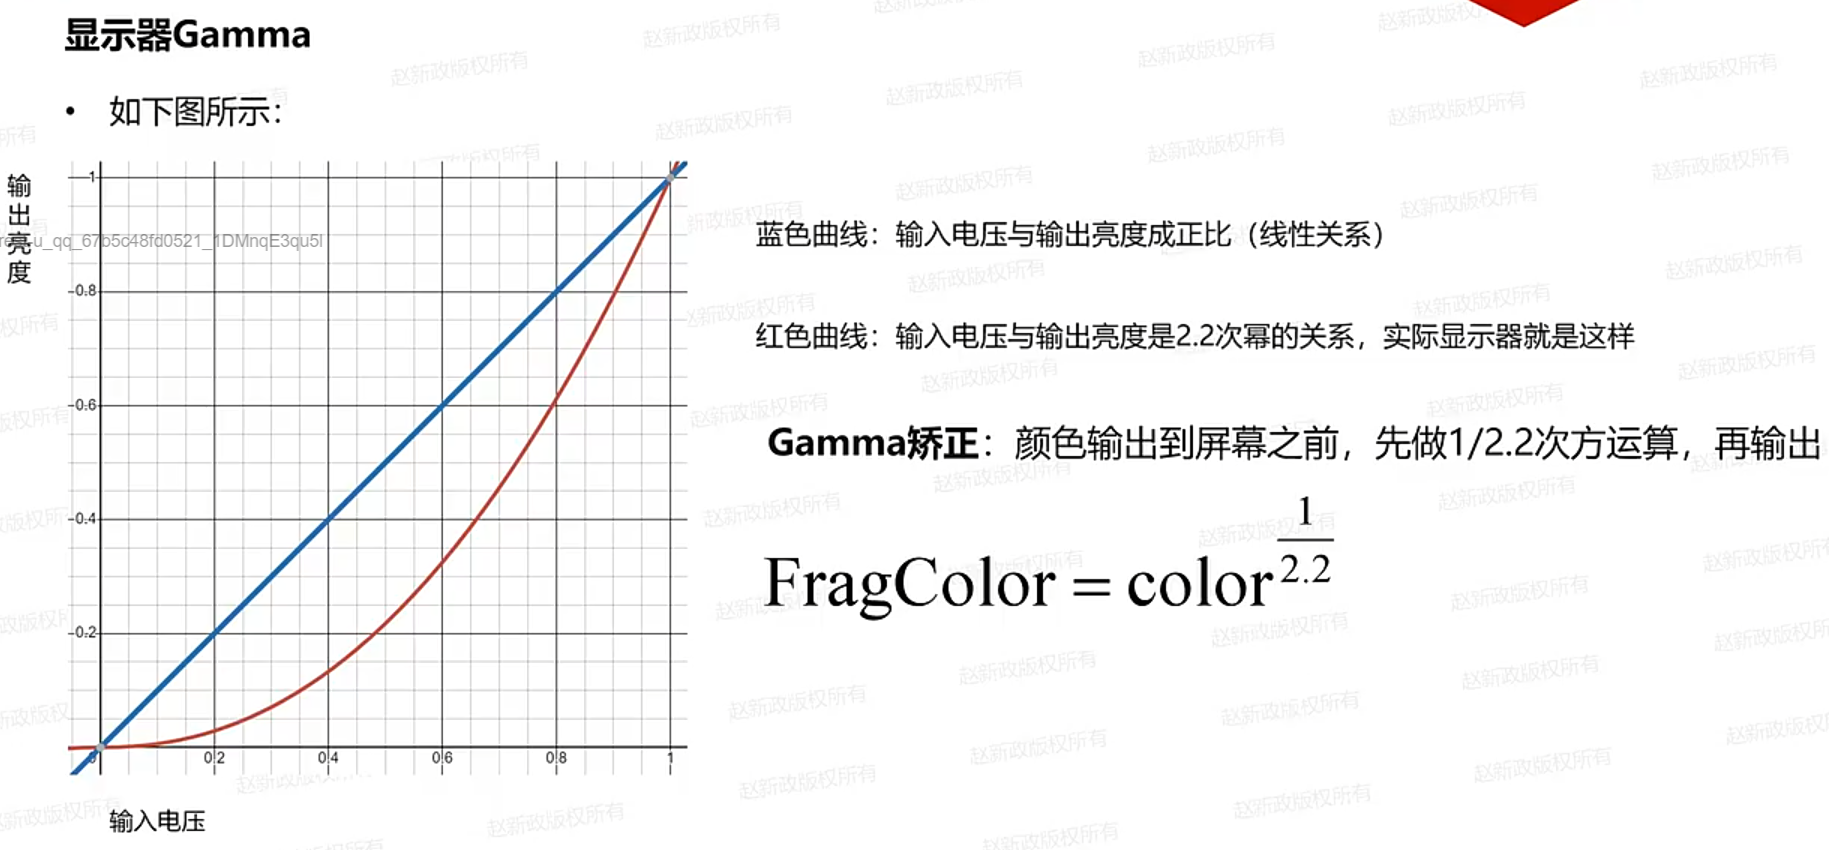 显示器Gamma
• 如下图所示：
输出亮度
1
0.8
0.6
0.4
0.2
0
0.2
0.4
0.6
0.8
1
输入电压
蓝色曲线：输入电压与输出亮度成正比（线性关系）
红色曲线：输入电压与输出亮度是2.2次幂的关系，实际显示器就是这样
Gamma矫正：颜色输出到屏幕之前，先做1/2.2次方运算，再输出
FragColor = color^(1/2.2)
u_qq_67b5c48fd0521_1DMnqE3qu5l
赵新政版权所有